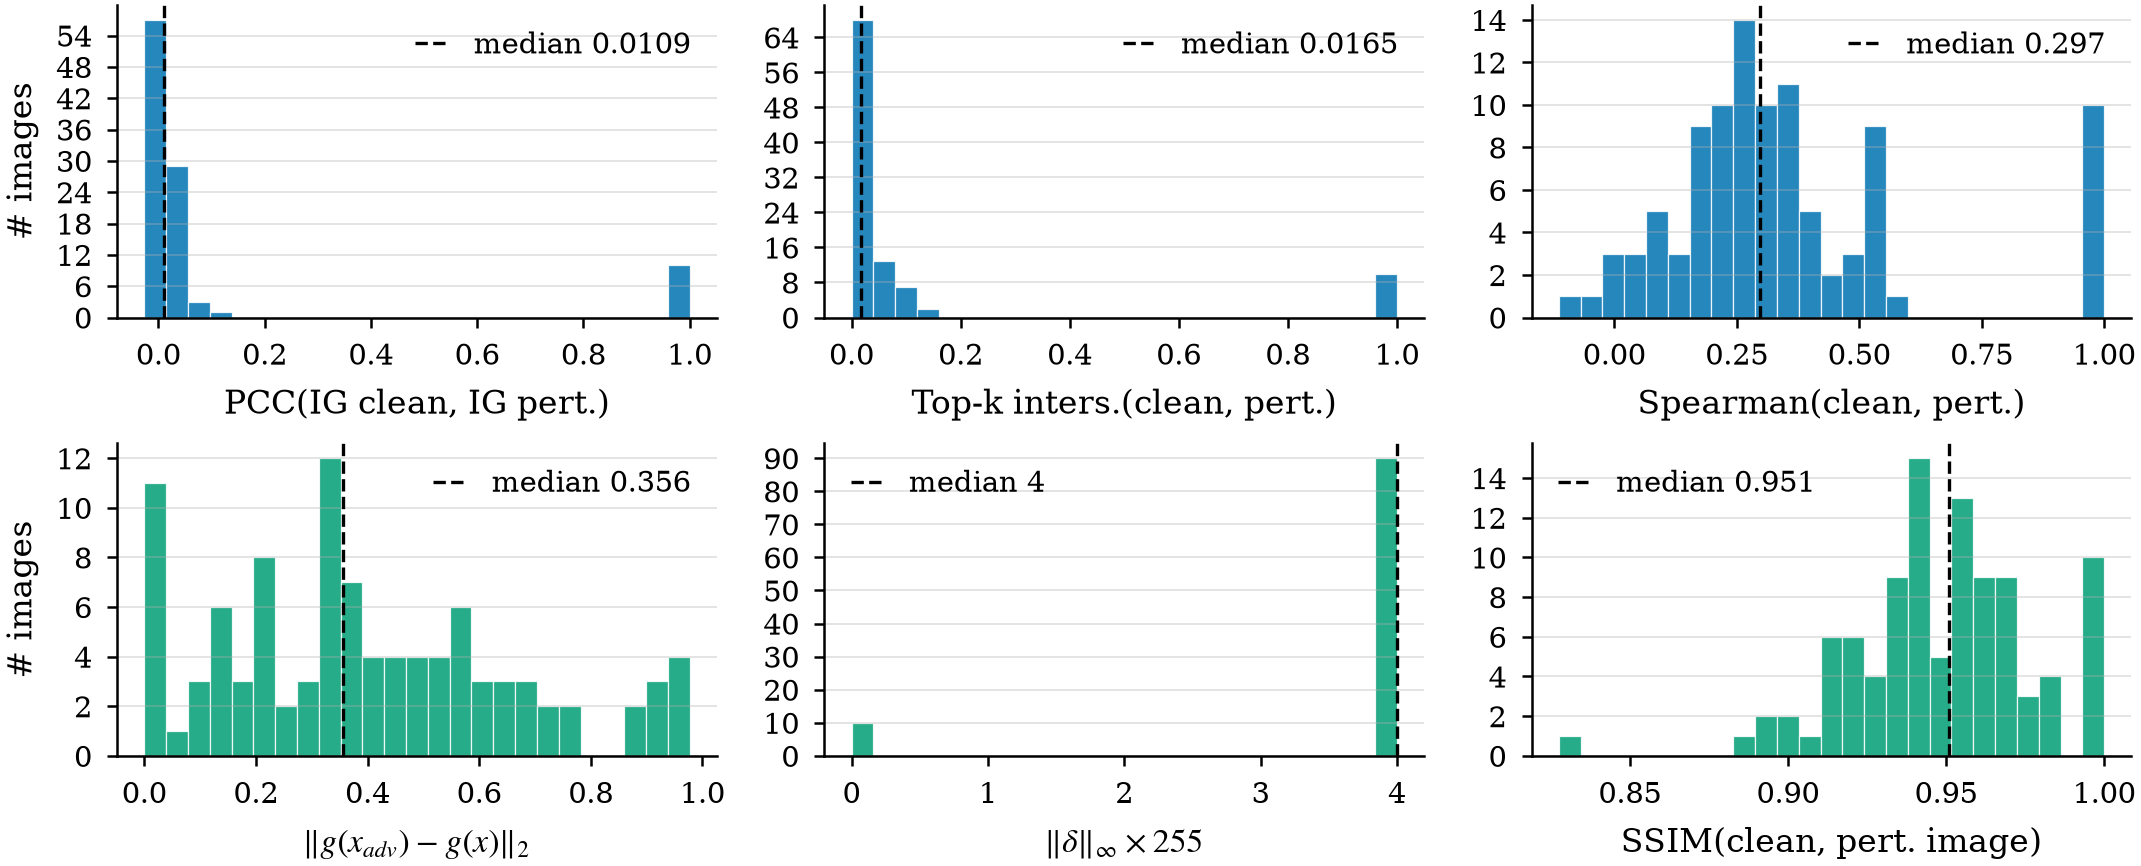 # images
54
48
42
36
30
24
18
12
6
0
median 0.0109
0.0 0.2 0.4 0.6 0.8 1.0
PCC(IG clean, IG pert.)
64
56
48
40
32
24
16
8
0
median 0.0165
0.0 0.2 0.4 0.6 0.8 1.0
Top-k inters.(clean, pert.)
14
12
10
8
6
4
2
0
median 0.297
0.00 0.25 0.50 0.75 1.00
Spearman(clean, pert.)
# images
12
10
8
6
4
2
0
median 0.356
0.0 0.2 0.4 0.6 0.8 1.0
‖g(x_adv) − g(x)‖₂
90
80
70
60
50
40
30
20
10
0
median 4
0 1 2 3 4
‖δ‖∞ × 255
14
12
10
8
6
4
2
0
median 0.951
0.85 0.90 0.95 1.00
SSIM(clean, pert. image)